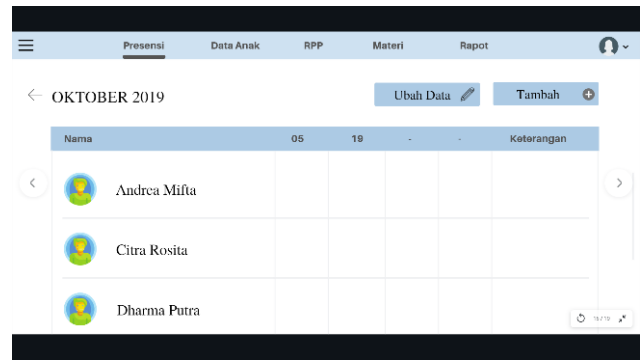 Presensi Data Anak RPP Materi Rapot
OKTOBER 2019 Ubah Data Tambah
Nama 05 19 - - Keterangan
Andrea Mifta
Citra Rosita
Dharma Putra